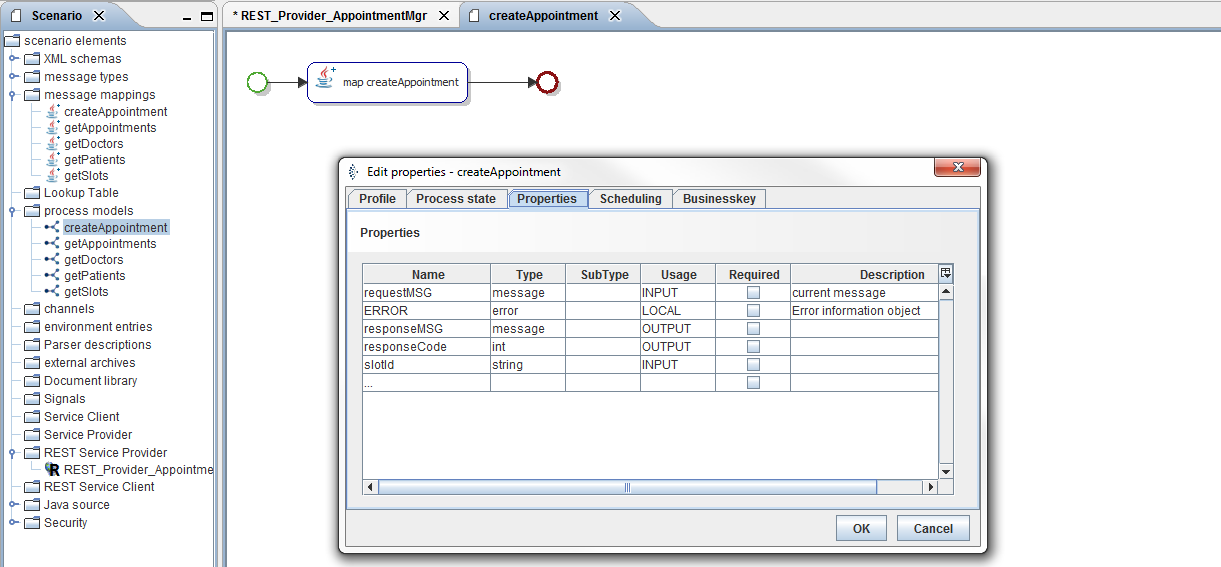 Scenario
scenario elements
XML schemas
message types
message mappings
createAppointment
getAppointments
getDoctors
getPatients
getSlots
Lookup Table
process models
createAppointment
getAppointments
getDoctors
getPatients
getSlots
channels
environment entries
Parser descriptions
external archives
Document library
Signals
Service Client
Service Provider
REST Service Provider
R REST_Provider_Appointme
REST Service Client
Java source
Security
* REST_Provider_AppointmentMgr
createAppointment
map createAppointment
Edit properties - createAppointment
Profile Process state Properties Scheduling Businesskey
Properties
Name Type SubType Usage Required Description
requestMSG message INPUT current message
ERROR error LOCAL Error information object
responseMSG message OUTPUT
responseCode int OUTPUT
slotId string INPUT
...
OK Cancel